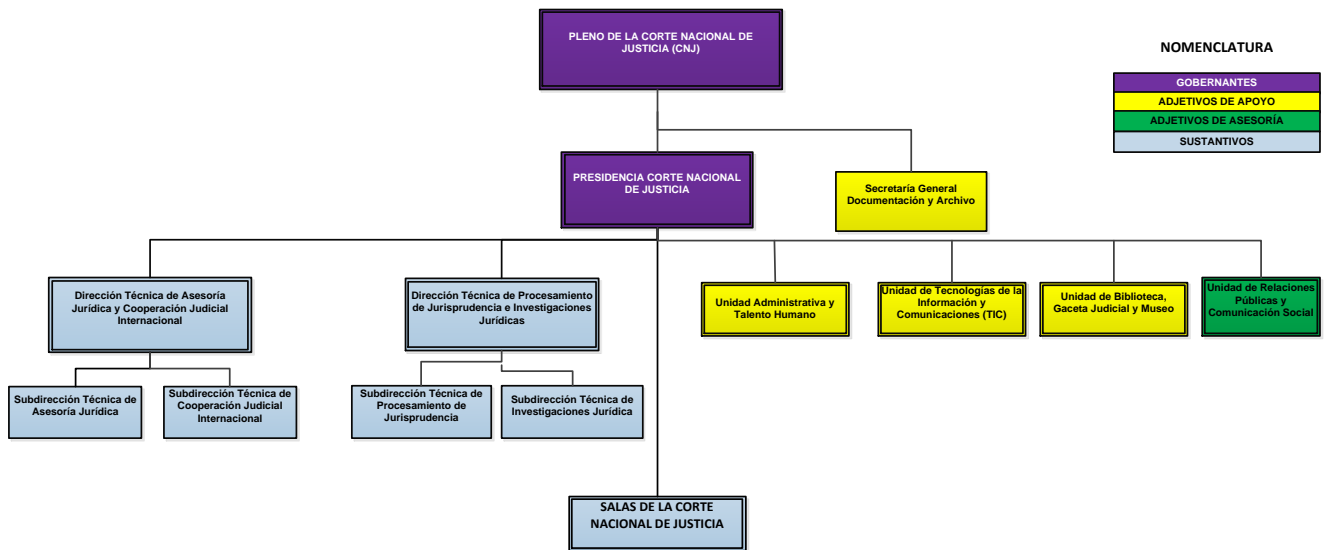 PLENO DE LA CORTE NACIONAL DE
JUSTICIA (CNJ)
NOMENCLATURA
GOBERNANTES
ADJETIVOS DE APOYO
ADJETIVOS DE ASESORÍA
SUSTANTIVOS
PRESIDENCIA CORTE NACIONAL
DE JUSTICIA
Secretaría General
Documentación y Archivo
Dirección Técnica de Asesoría
Jurídica y Cooperación Judicial
Internacional
Dirección Técnica de Procesamiento
de Jurisprudencia e Investigaciones
Jurídicas
Unidad Administrativa y
Talento Humano
Unidad de Tecnologías de la
Información y
Comunicaciones (TIC)
Unidad de Biblioteca,
Gaceta Judicial y Museo
Unidad de Relaciones
Públicas y
Comunicación Social
Subdirección Técnica de
Asesoría Jurídica
Subdirección Técnica de
Cooperación Judicial
Internacional
Subdirección Técnica de
Procesamiento de
Jurisprudencia
Subdirección Técnica de
Investigaciones Jurídica
SALAS DE LA CORTE
NACIONAL DE JUSTICIA